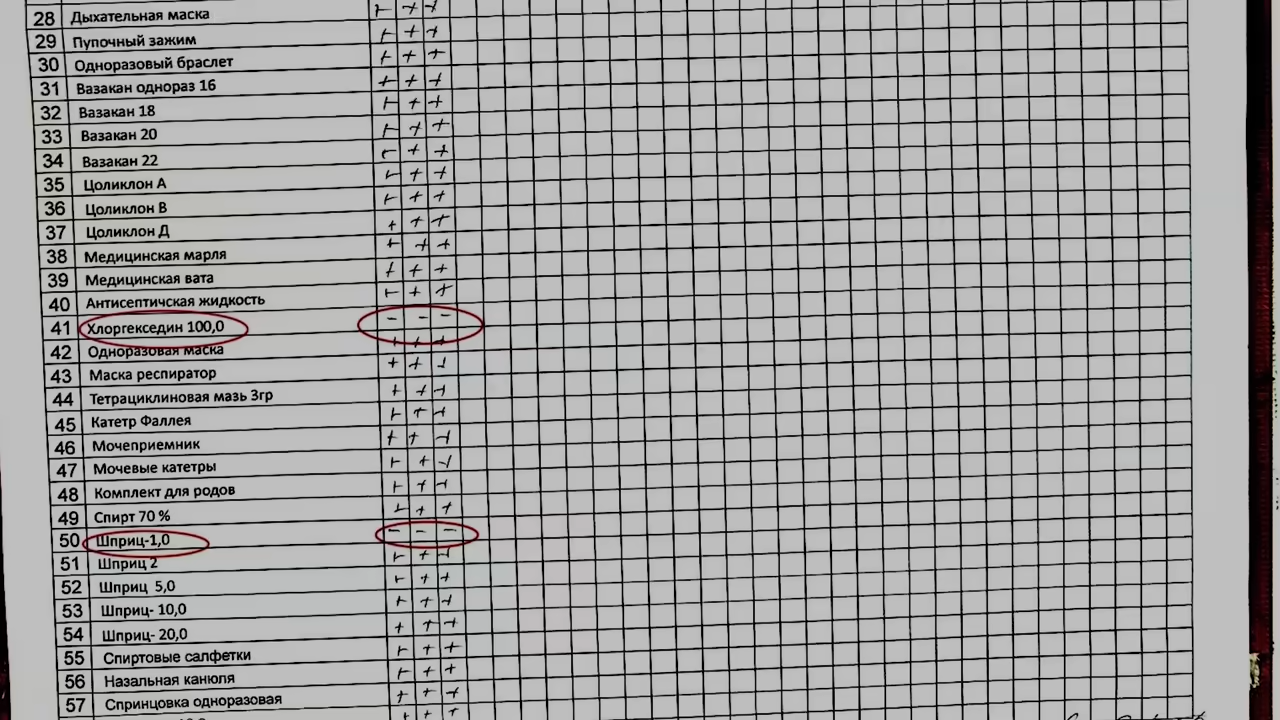 28 Дыхательная маска + + +
29 Пупочный зажим + + +
30 Одноразовый браслет + + +
31 Вазакан однораз 16 + + +
32 Вазакан 18 + + +
33 Вазакан 20 + + +
34 Вазакан 22 + + +
35 Цоликлон А + + +
36 Цоликлон В + + +
37 Цоликлон Д + + +
38 Медицинская марля + + +
39 Медицинская вата + + +
40 Антисептичская жидкость + + +
41 Хлоргекседин 100,0 - - -
42 Одноразовая маска + + +
43 Маска респиратор + + +
44 Тетрациклиновая мазь 3гр + + +
45 Катетр Фаллея + + +
46 Мочеприемник + + +
47 Мочевые катетры + + +
48 Комплект для родов + + +
49 Спирт 70 % + + +
50 Шприц-1,0 - - -
51 Шприц 2 + + +
52 Шприц 5,0 + + +
53 Шприц- 10,0 + + +
54 Шприц- 20,0 + + +
55 Спиртовые салфетки + + +
56 Назальная канюля + + +
57 Спринцовка одноразовая + + +